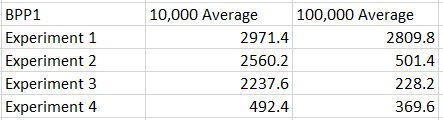 BPP1 10,000 Average 100,000 Average
Experiment 1 2971.4 2809.8
Experiment 2 2560.2 501.4
Experiment 3 2237.6 228.2
Experiment 4 492.4 369.6